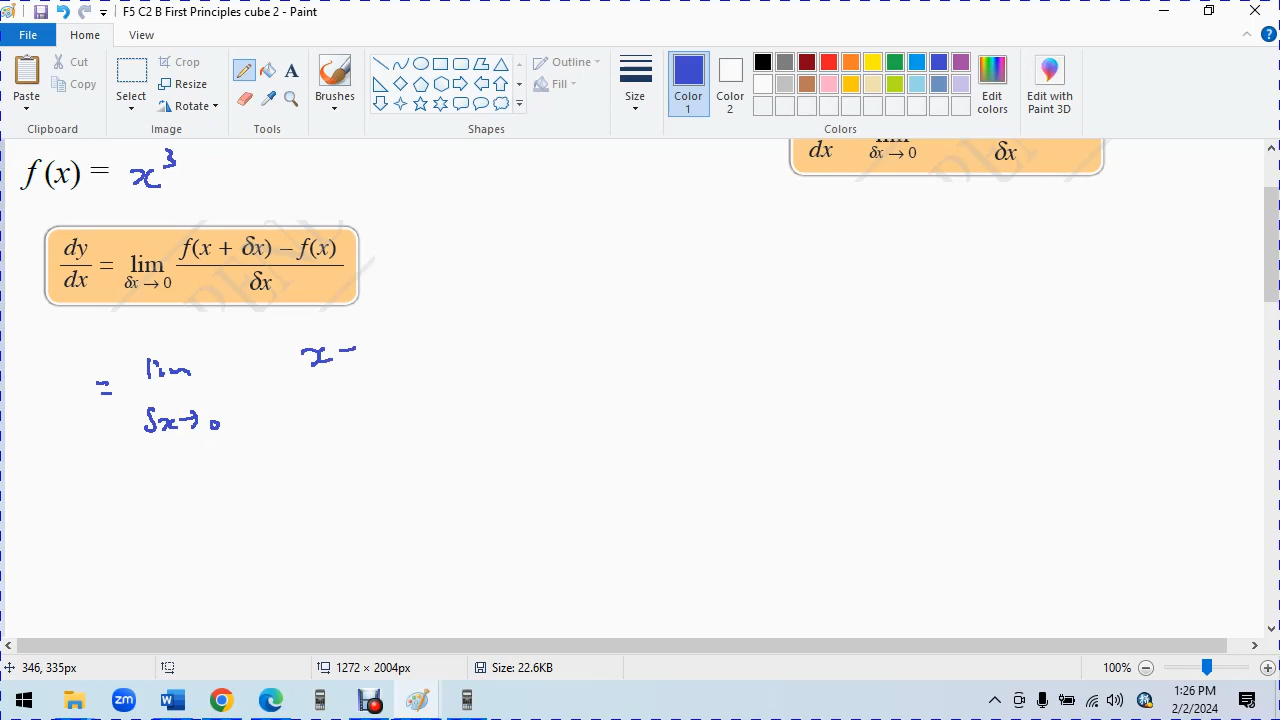 F5 C2 B First Principles cube 2 - Paint
File Home View
Paste Cut Copy Clipboard
Select Crop Resize Rotate Image
Tools
Brushes
Outline Fill Shapes
Size
Color 1 Color 2 Edit colors Colors
Edit with Paint 3D
f(x) = x³
dx δx → 0 δx
dy/dx = lim δx → 0 f(x + δx) – f(x) / δx
= lim x -
δx → 0
346, 335px 1272 × 2004px Size: 22.6KB 100%
1:26 PM
2/2/2024